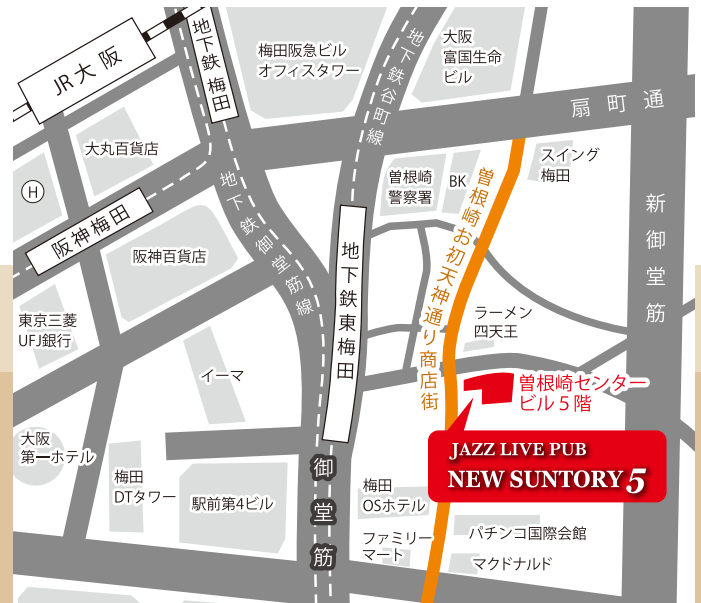 JR大阪
地下鉄梅田
梅田阪急ビル
オフィスタワー
地下鉄谷町線
大阪
富国生命
ビル
扇町通
大丸百貨店
H
阪神梅田
阪神百貨店
地下鉄御堂筋線
曽根崎
警察署
BK
曽根崎お初天神通り商店街
スイング
梅田
新御堂筋
地下鉄東梅田
東京三菱
UFJ銀行
イーマ
ラーメン
四天王
曽根崎センター
ビル5階
JAZZ LIVE PUB
NEW SUNTORY 5
大阪
第一ホテル
梅田
DTタワー
駅前第4ビル
御堂筋
梅田
OSホテル
ファミリー
マート
パチンコ国際会館
マクドナルド